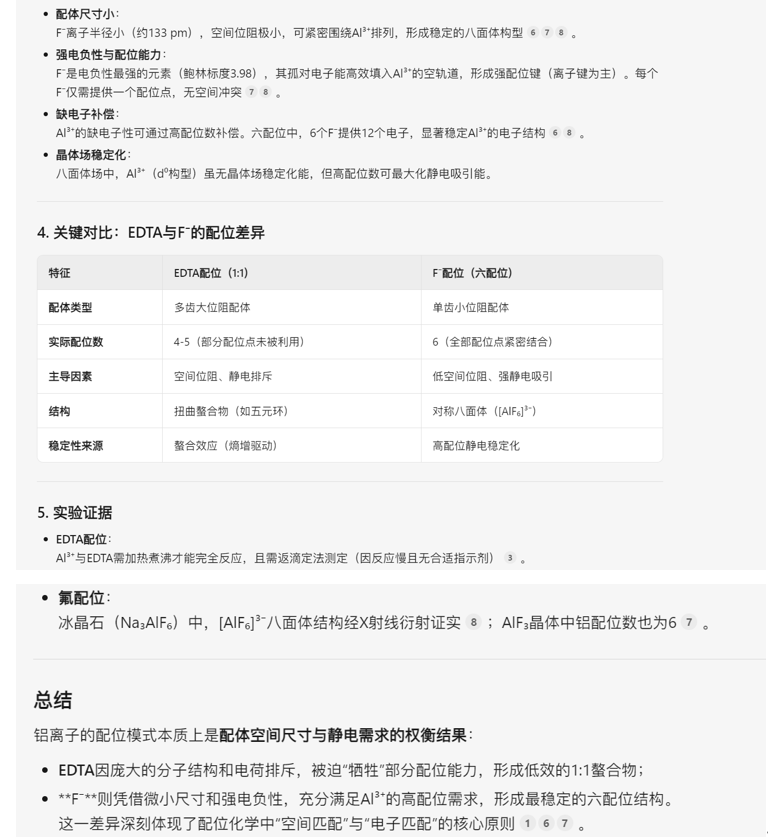 • 配体尺寸小：
F⁻离子半径小（约133 pm），空间位阻极小，可紧密围绕Al³⁺排列，形成稳定的八面体构型 6 7 8 。
• 强电负性与配位能力：
F⁻是电负性最强的元素（鲍林标度3.98），其孤对电子能高效填入Al³⁺的空轨道，形成强配位键（离子键为主）。每个
F⁻仅需提供一个配位点，无空间冲突 7 8 。
• 缺电子补偿：
Al³⁺的缺电子性可通过高配位数补偿。六配位中，6个F⁻提供12个电子，显著稳定Al³⁺的电子结构 6 8 。
• 晶体场稳定化：
八面体场中，Al³⁺（d⁰构型）虽无晶体场稳定化能，但高配位数可最大化静电吸引能。
4. 关键对比：EDTA与F⁻的配位差异
特征 EDTA配位（1:1） F⁻配位（六配位）
配体类型 多齿大位阻配体 单齿小位阻配体
实际配位数 4-5（部分配位点未被利用） 6（全部配位点紧密结合）
主导因素 空间位阻、静电排斥 低空间位阻、强静电吸引
结构 扭曲螯合物（如五元环） 对称八面体（[AlF₆]³⁻）
稳定性来源 螯合效应（熵增驱动） 高配位静电稳定化
5. 实验证据
• EDTA配位：
Al³⁺与EDTA需加热煮沸才能完全反应，且需返滴定法测定（因反应慢且无合适指示剂） 3 。
• 氟配位：
冰晶石（Na₃AlF₆）中，[AlF₆]³⁻八面体结构经X射线衍射证实 8 ；AlF₃晶体中铝配位数也为6 7 。
总结
铝离子的配位模式本质上是配体空间尺寸与静电需求的权衡结果：
• EDTA因庞大的分子结构和电荷排斥，被迫“牺牲”部分配位能力，形成低效的1:1螯合物；
• **F⁻**则凭借微小尺寸和强电负性，充分满足Al³⁺的高配位需求，形成最稳定的六配位结构。
这一差异深刻体现了配位化学中“空间匹配”与“电子匹配”的核心原则 1 6 7 。